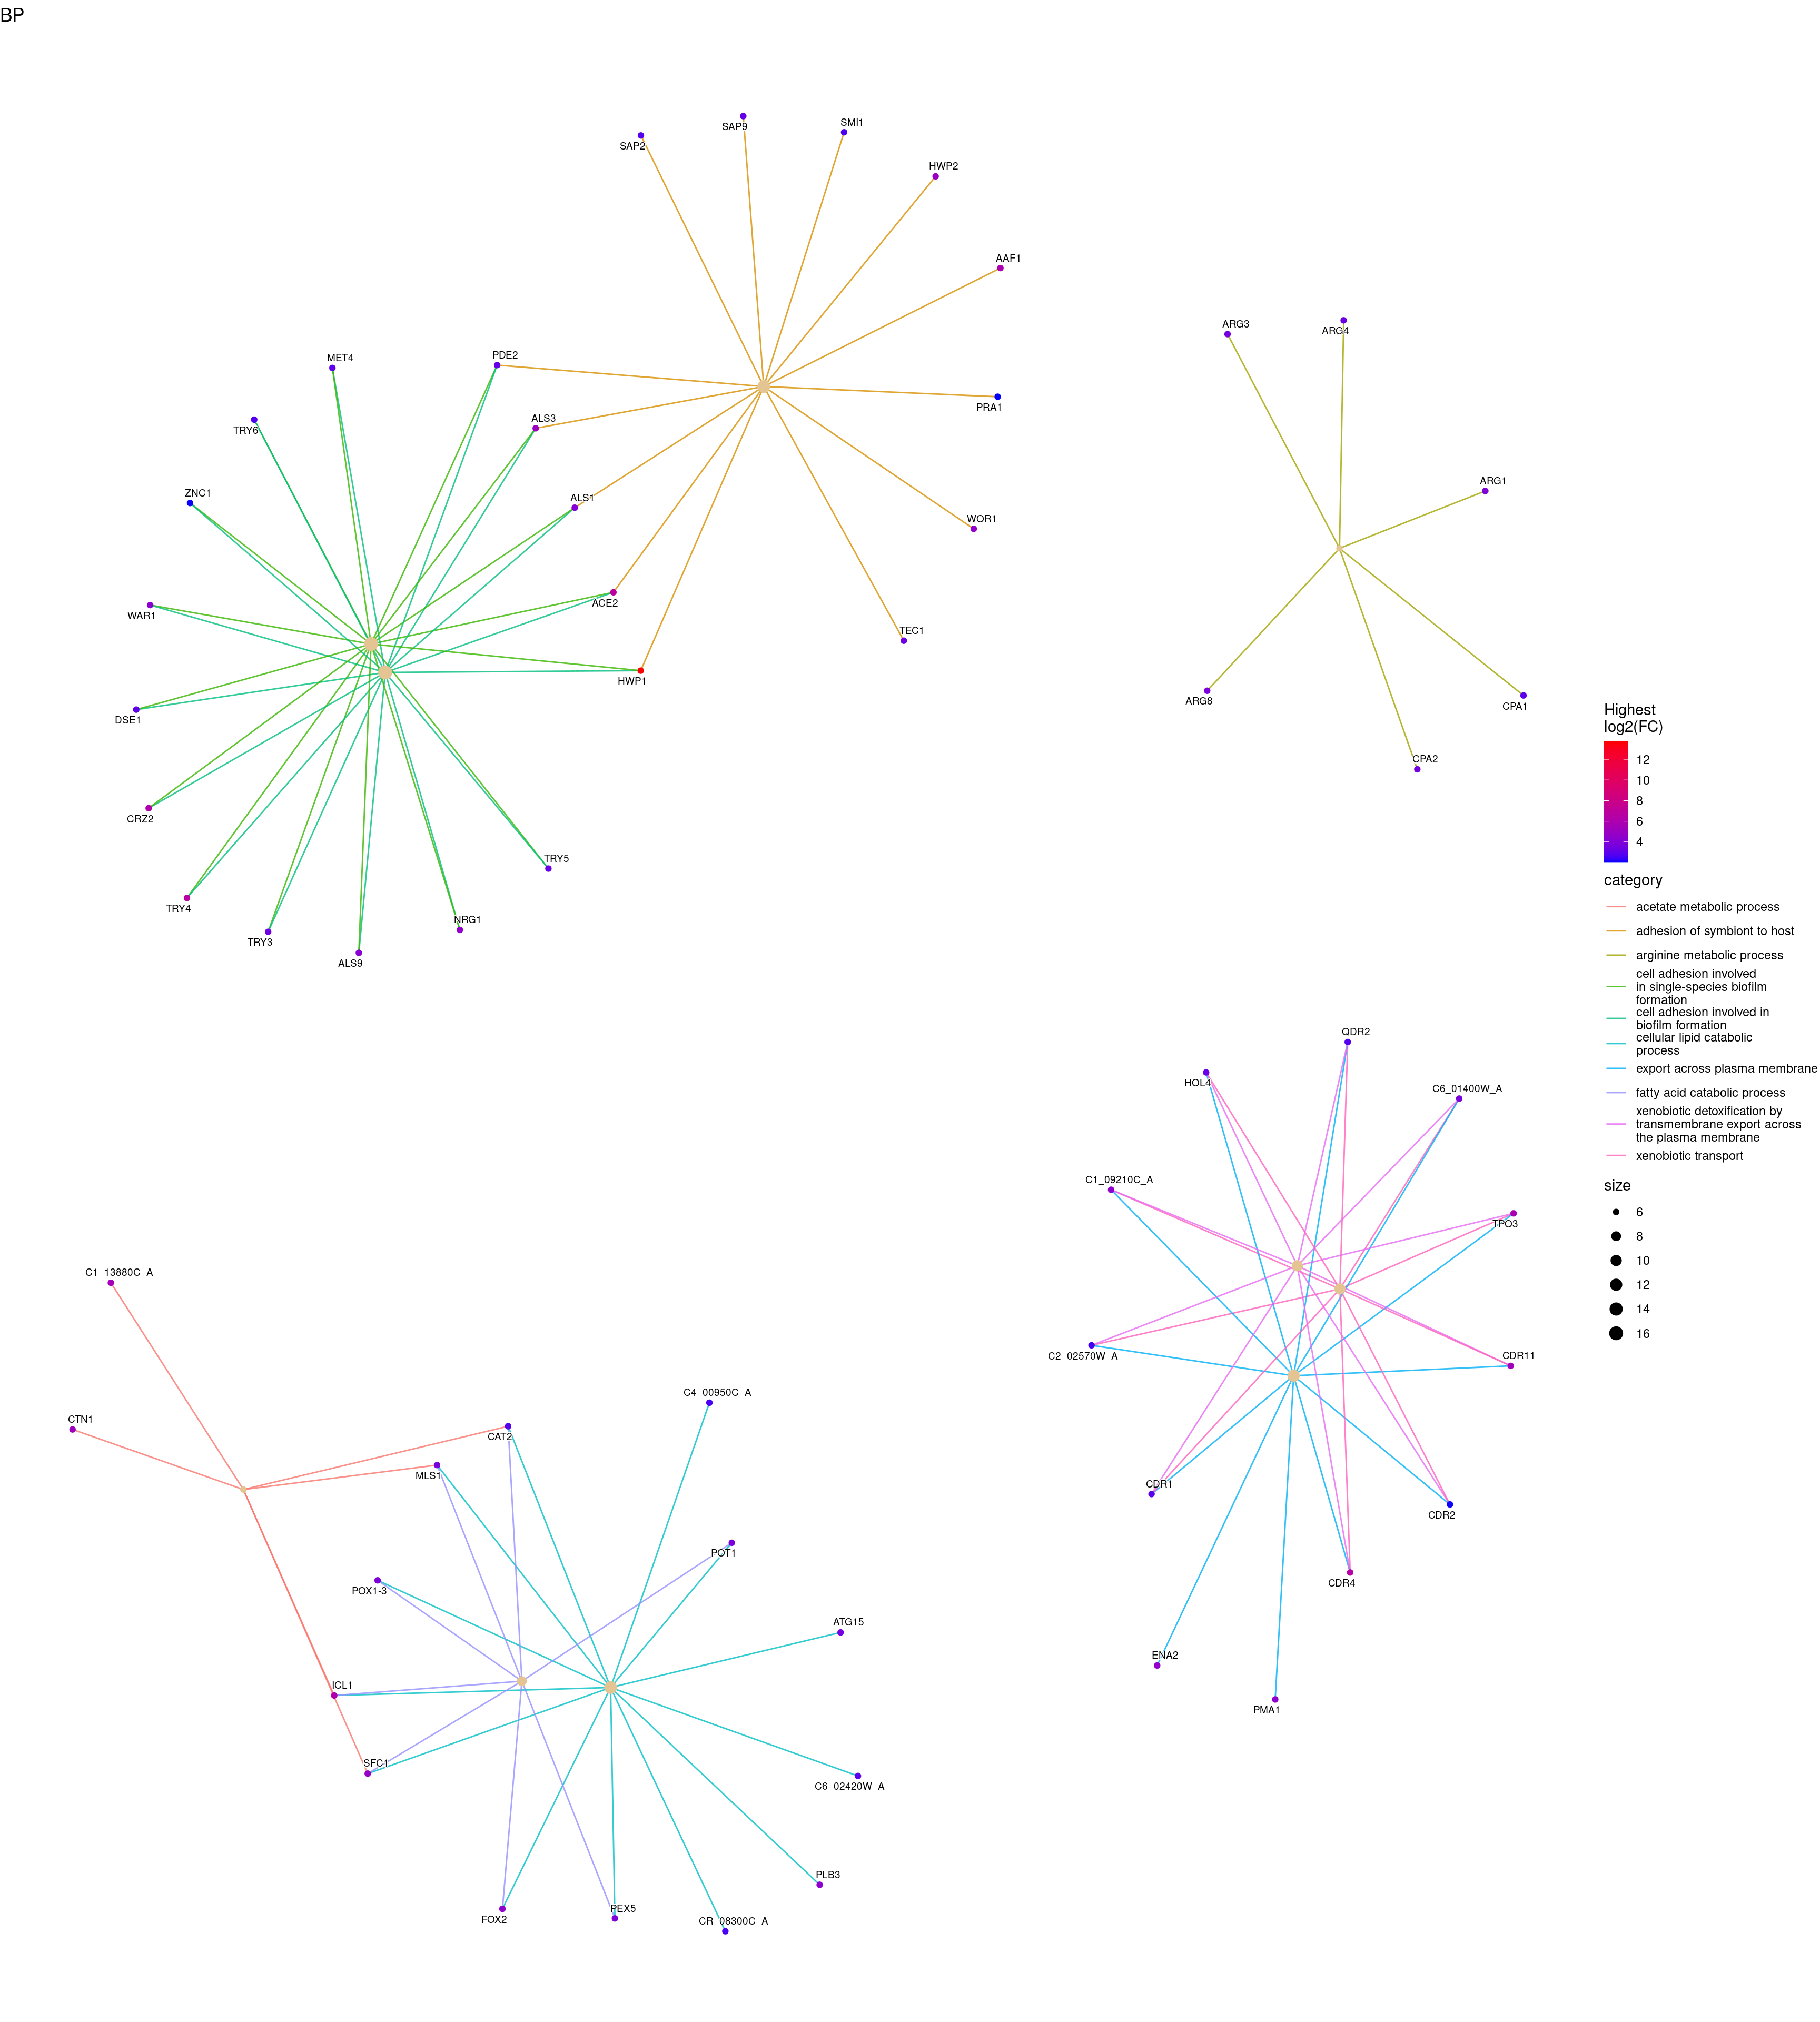 BP
SAP9
SMI1
SAP2
HWP2
AAF1
ARG3
ARG4
MET4
PDE2
PRA1
ALS3
TRY6
ARG1
ZNC1
ALS1
WOR1
ACE2
WAR1
TEC1
HWP1
ARG8
CPA1
DSE1
CPA2
CRZ2
TRY5
TRY4
NRG1
TRY3
ALS9
Highest
log2(FC)
12
10
8
6
4
category
acetate metabolic process
adhesion of symbiont to host
arginine metabolic process
cell adhesion involved
in single-species biofilm
formation
cell adhesion involved in
biofilm formation
cellular lipid catabolic
process
export across plasma membrane
fatty acid catabolic process
xenobiotic detoxification by
transmembrane export across
the plasma membrane
xenobiotic transport
size
6
8
10
12
14
16
QDR2
HOL4
C6_01400W_A
C1_09210C_A
TPO3
C2_02570W_A
CDR11
CDR1
CDR2
CDR4
ENA2
PMA1
C1_13880C_A
C4_00950C_A
CTN1
CAT2
MLS1
POT1
POX1-3
ATG15
ICL1
SFC1
C6_02420W_A
PLB3
FOX2
PEX5
CR_08300C_A